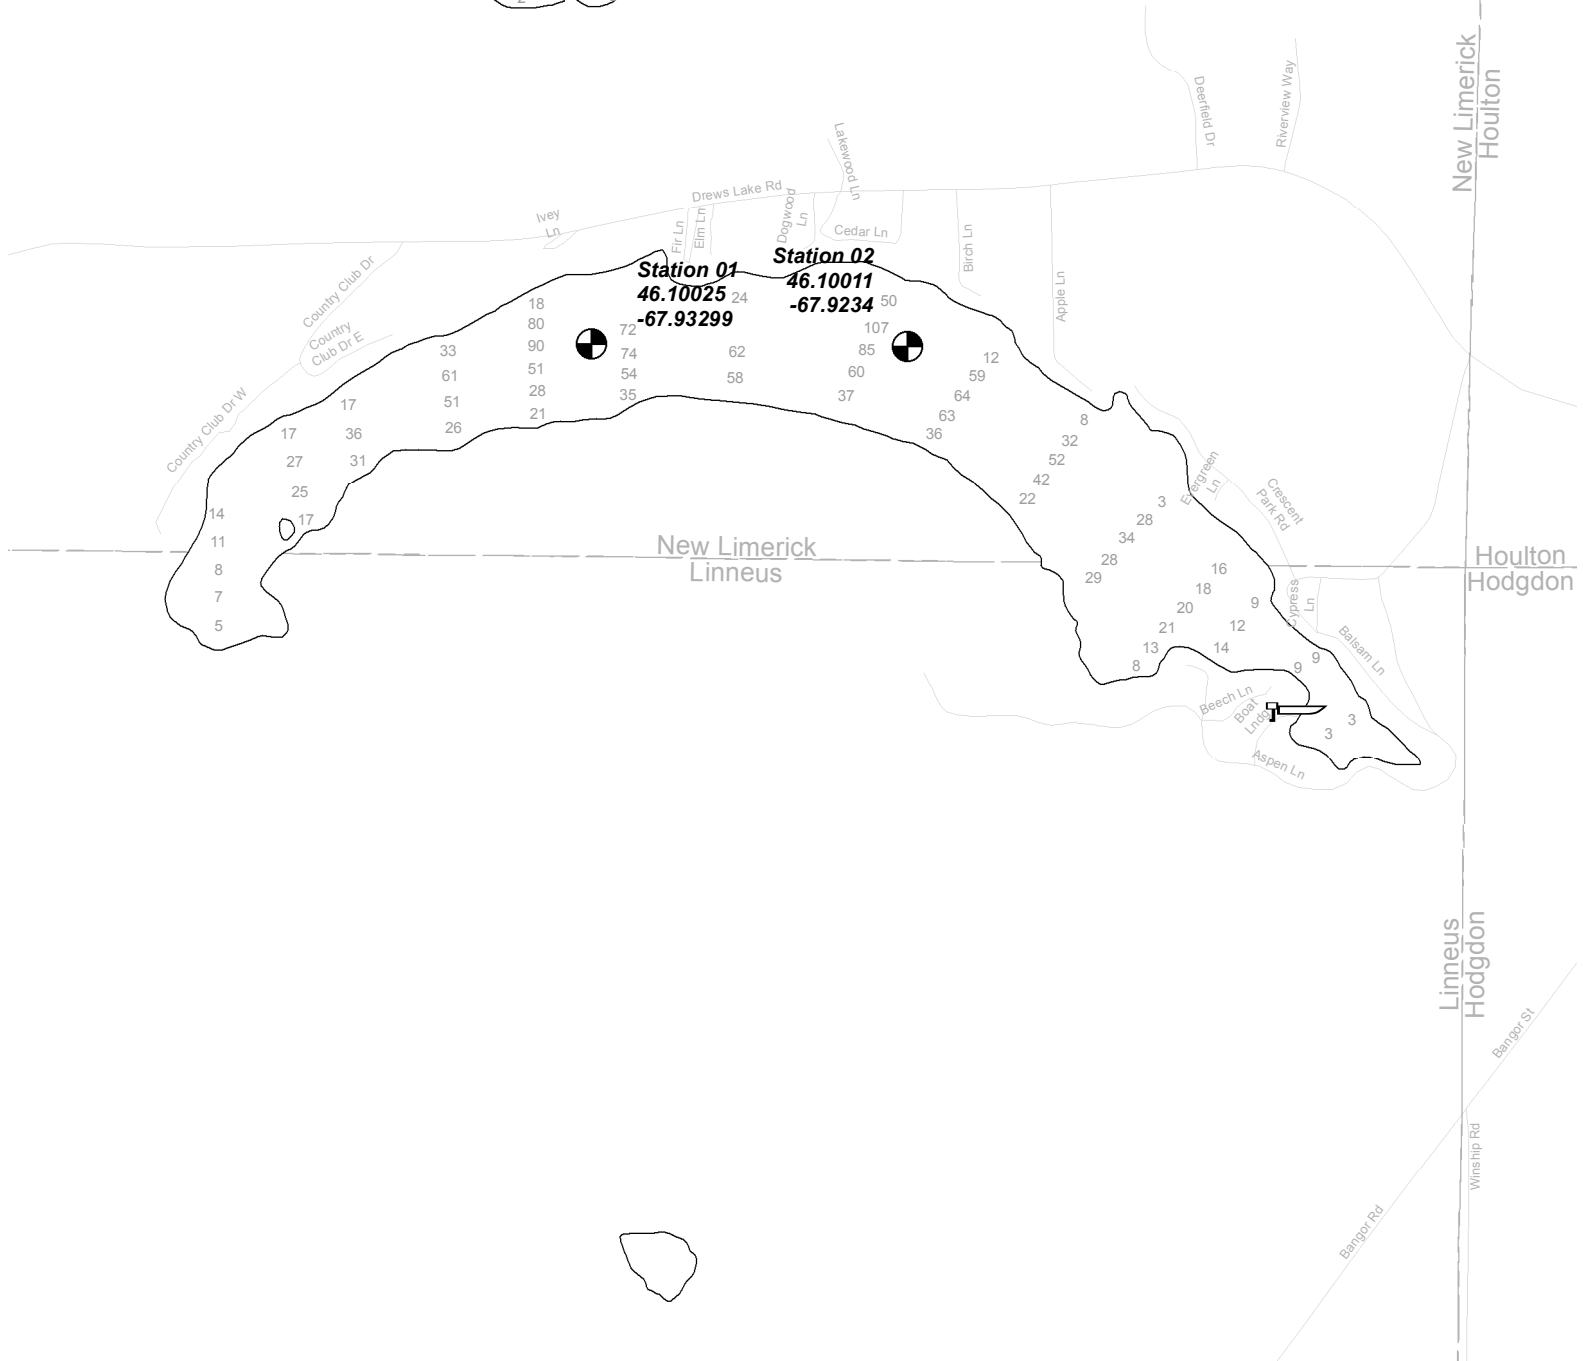 2
New Limerick
Houlton
Deerfield Dr
Riverview Way
Lakewood Ln
Drews Lake Rd
Ivey
Ln
Fir Ln
Elm Ln
Dogwood
Ln
Cedar Ln
Birch Ln
Apple Ln
Country Club Dr
Country
Club Dr E
Country Club Dr W
Station 01
46.10025
-67.93299
Station 02
46.10011
-67.9234
18
80
90
51
28
21
72
74
54
35
24
62
58
50
107
85
60
37
12
59
64
63
36
33
61
51
26
17
36
31
17
27
25
17
14
11
8
7
5
8
32
52
42
22
3
28
34
28
29
16
18
20
21
13
8
9
12
14
9
9
3
3
Evergreen
Ln
Crescent
Park Rd
New Limerick
Linneus
Houlton
Hodgdon
Cypress
Ln
Balsam Ln
Beech Ln
Boat
Lndg
Aspen Ln
Linneus
Hodgdon
Bangor St
Winship Rd
Bangor Rd